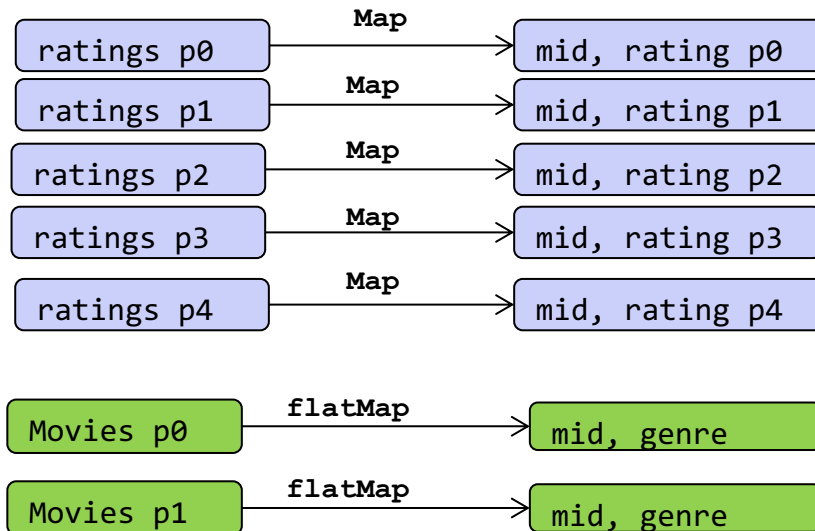 Map
ratings p0 mid, rating p0
Map
ratings p1 mid, rating p1
Map
ratings p2 mid, rating p2
Map
ratings p3 mid, rating p3
Map
ratings p4 mid, rating p4
flatMap
Movies p0 mid, genre
flatMap
Movies p1 mid, genre